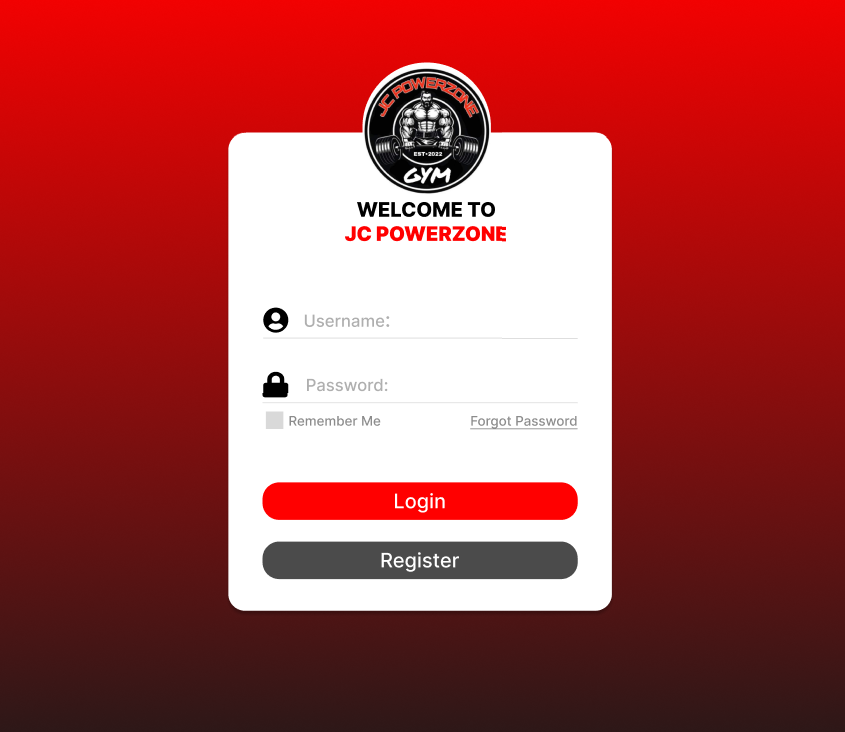 JC POWERZONE
EST•2022
GYM
WELCOME TO
JC POWERZONE
Username:
Password:
Remember Me
Forgot Password
Login
Register